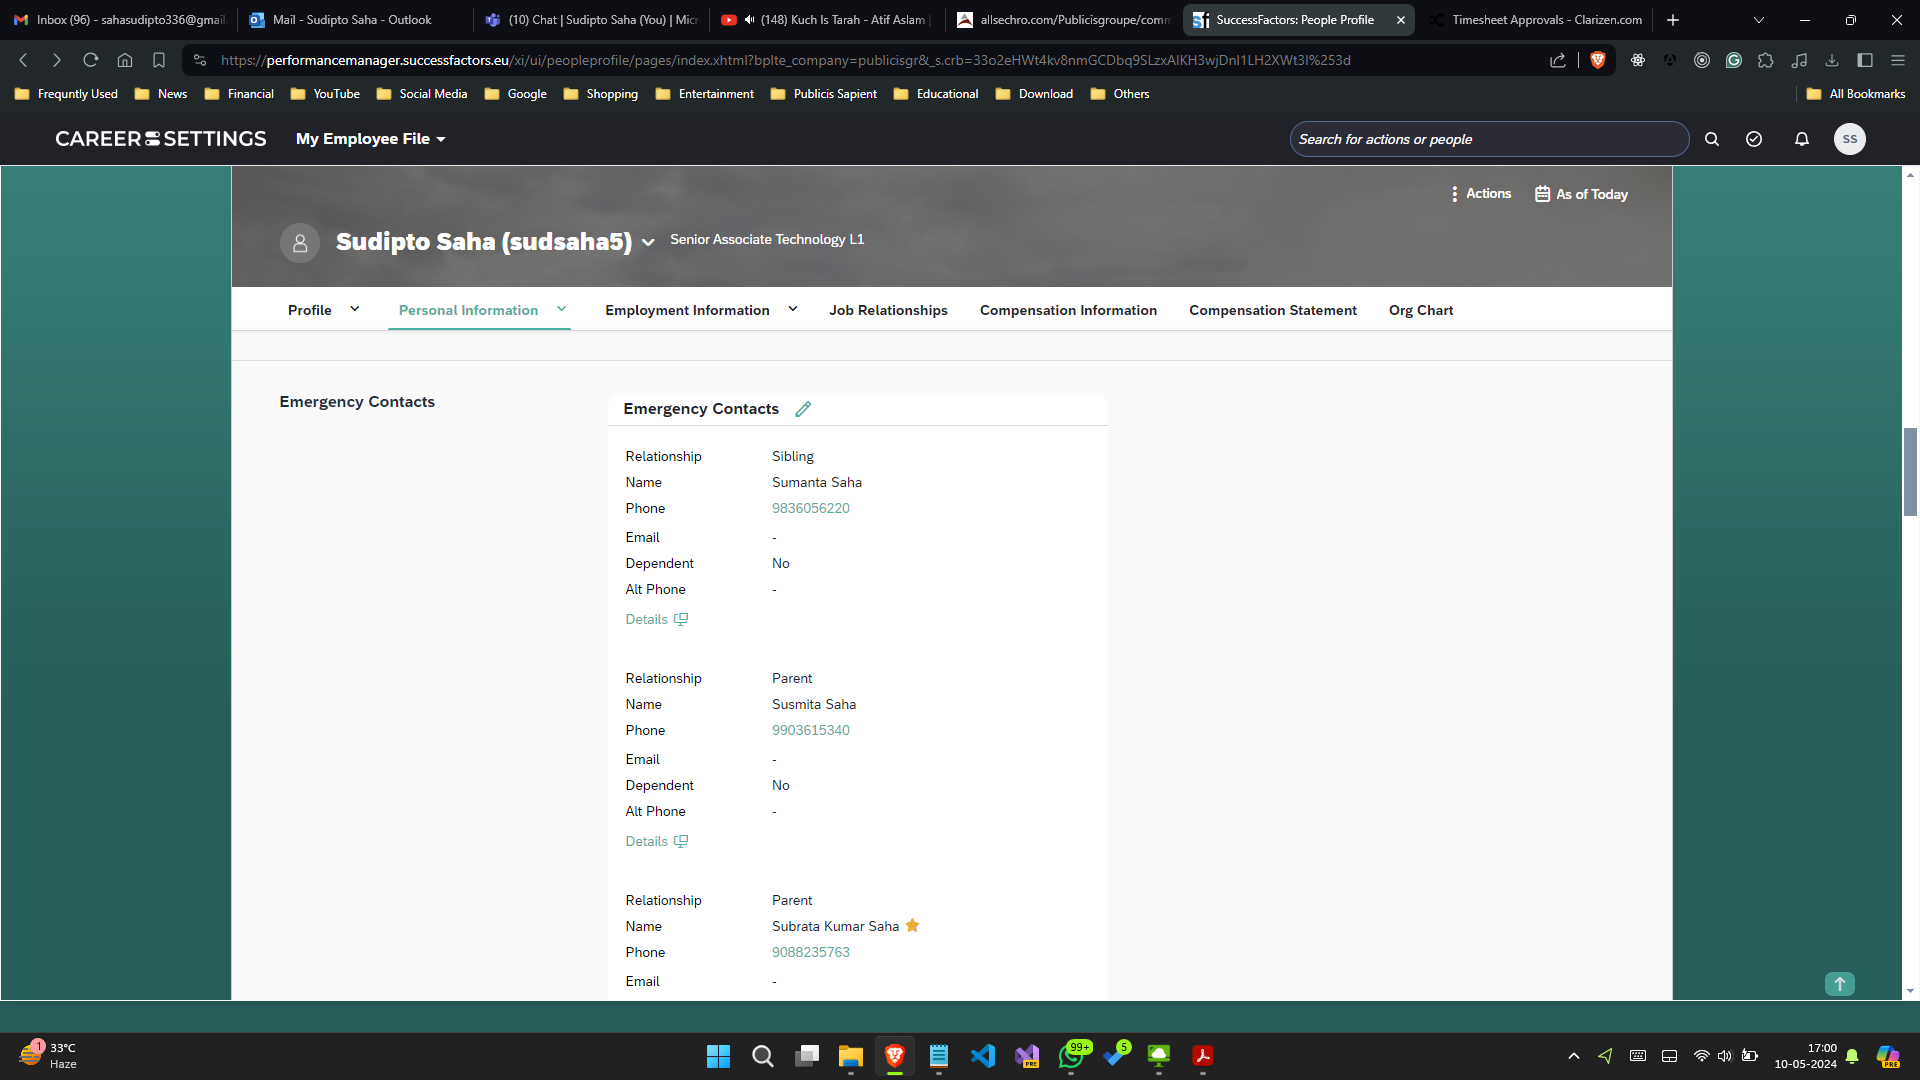 Inbox (96) - sahasudipto336@gmail.
Mail - Sudipto Saha - Outlook
(10) Chat | Sudipto Saha (You) | Micr
(148) Kuch Is Tarah - Atif Aslam |
allsechro.com/Publicisgroupe/comm
SuccessFactors: People Profile
Timesheet Approvals - Clarizen.com
https://performancemanager.successfactors.eu/xi/ui/peopleprofile/pages/index.xhtml?bplte_company=publicisgr&_s.crb=33o2eHWt4kv8nmGCDbq9SLzxAIKH3wjDnI1LH2XWt3I%253d
Frequntly Used
News
Financial
YouTube
Social Media
Google
Shopping
Entertainment
Publicis Sapient
Educational
Download
Others
All Bookmarks
CAREER SETTINGS
My Employee File
Search for actions or people
SS
Actions
As of Today
Sudipto Saha (sudsaha5)
Senior Associate Technology L1
Profile
Personal Information
Employment Information
Job Relationships
Compensation Information
Compensation Statement
Org Chart
Emergency Contacts
Emergency Contacts
Relationship Sibling
Name Sumanta Saha
Phone 9836056220
Email -
Dependent No
Alt Phone -
Details
Relationship Parent
Name Susmita Saha
Phone 9903615340
Email -
Dependent No
Alt Phone -
Details
Relationship Parent
Name Subrata Kumar Saha
Phone 9088235763
Email -
1
33°C
Haze
PRE
99+
5
17:00
10-05-2024
PRE